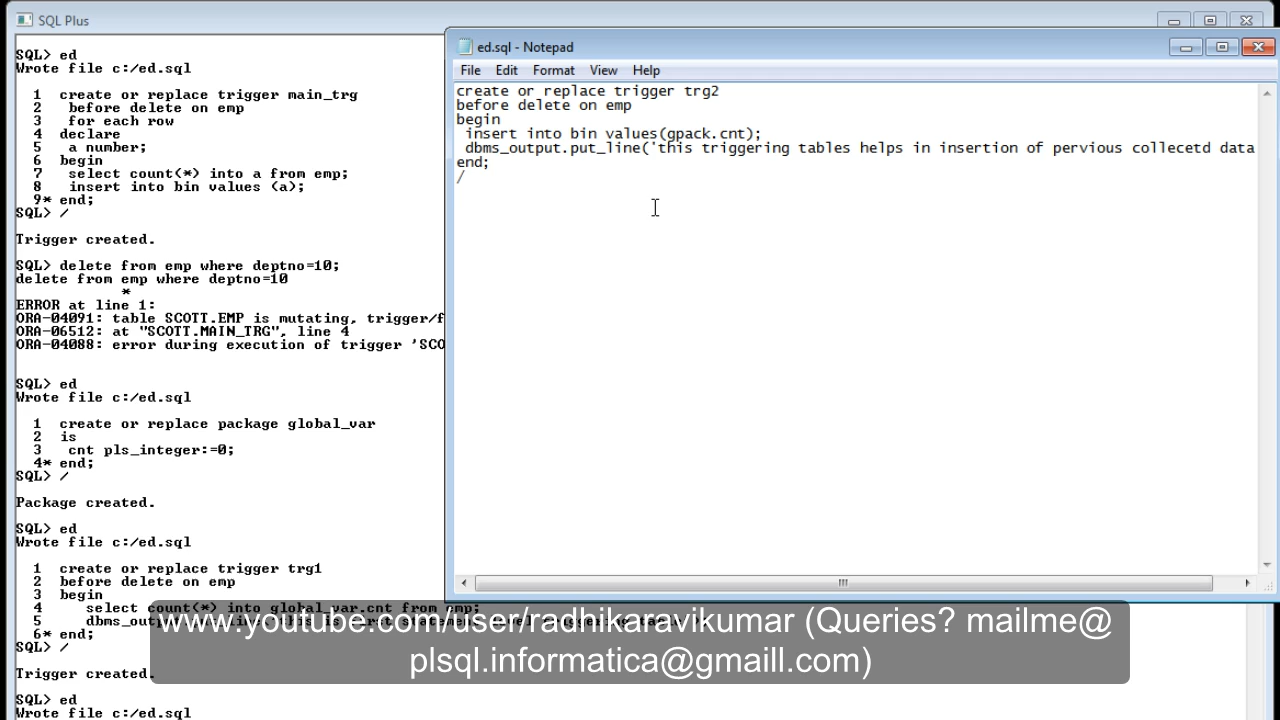 SQL Plus
SQL> ed
Wrote file c:/ed.sql
1 create or replace trigger main_trg
2 before delete on emp
3 for each row
4 declare
5 a number;
6 begin
7 select count(*) into a from emp;
8 insert into bin values (a);
9* end;
SQL> /
Trigger created.
SQL> delete from emp where deptno=10;
delete from emp where deptno=10
*
ERROR at line 1:
ORA-04091: table SCOTT.EMP is mutating, trigger/f
ORA-06512: at "SCOTT.MAIN_TRG", line 4
ORA-04088: error during execution of trigger 'SCO
SQL> ed
Wrote file c:/ed.sql
1 create or replace package global_var
2 is
3 cnt pls_integer:=0;
4* end;
SQL> /
Package created.
SQL> ed
Wrote file c:/ed.sql
1 create or replace trigger trg1
2 before delete on emp
3 begin
4 select count(*) into global_var.cnt from emp;
5 dbms_output.put_line('this is first statement level triggering table');
6* end;
SQL> /
Trigger created.
SQL> ed
Wrote file c:/ed.sql
ed.sql - Notepad
File Edit Format View Help
create or replace trigger trg2
before delete on emp
begin
insert into bin values(gpack.cnt);
dbms_output.put_line('this triggering tables helps in insertion of pervious collecetd data
end;
/
www.youtube.com/user/radhikaravikumar (Queries? mailme@
plsql.informatica@gmaill.com)